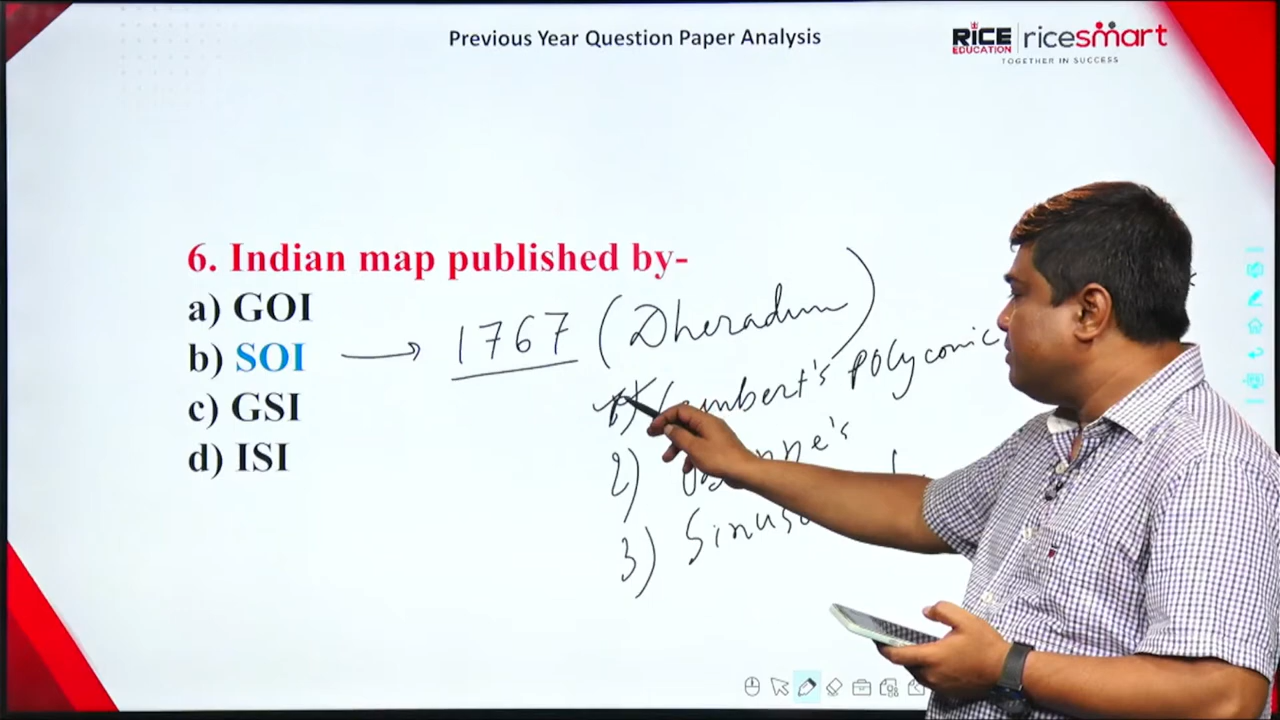 Previous Year Question Paper Analysis
RICE EDUCATION ricesmart
TOGETHER IN SUCCESS
6. Indian map published by-
a) GOI
b) SOI → 1767 (Dheradun)
c) GSI
d) ISI
1) Lambert's Polyconic
2)
3)